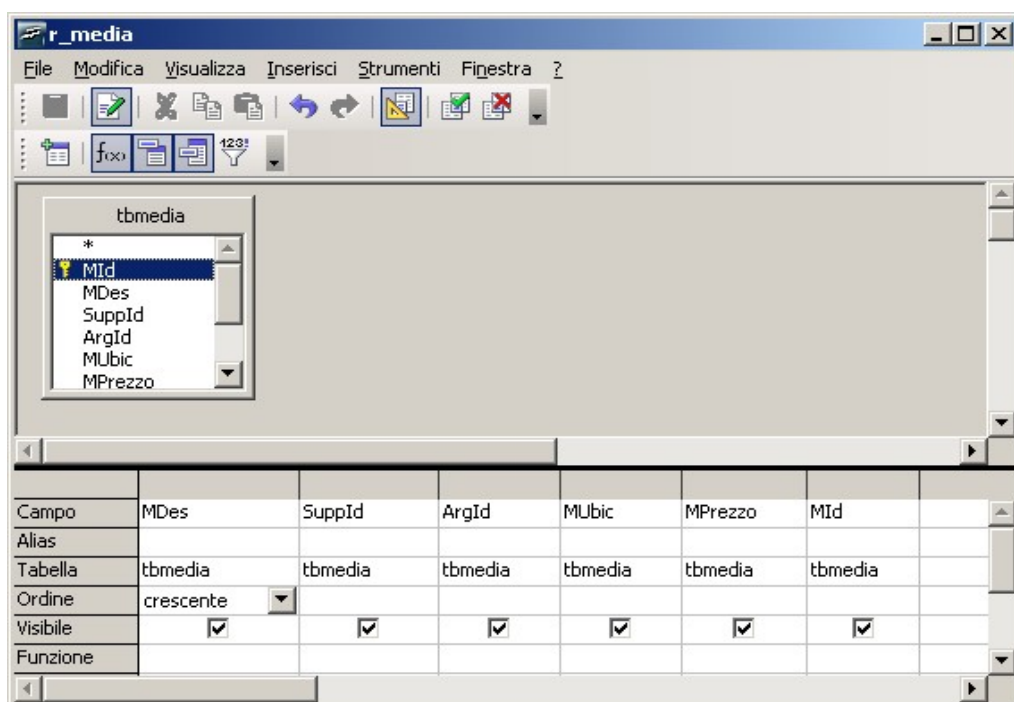 r_media
File Modifica Visualizza Inserisci Strumenti Finestra ?
f(x) 123!
tbmedia
*
MId
MDes
SuppId
ArgId
MUbic
MPrezzo
Campo MDes SuppId ArgId MUbic MPrezzo MId
Alias
Tabella tbmedia tbmedia tbmedia tbmedia tbmedia tbmedia
Ordine crescente
Visibile
Funzione